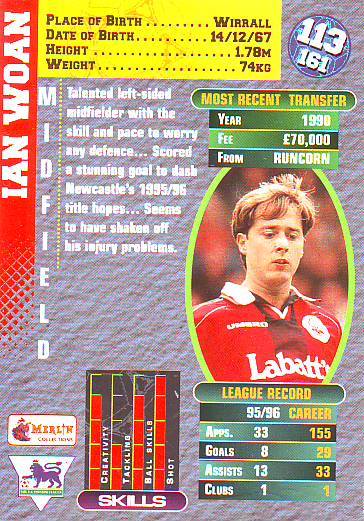 IAN WOAN
PLACE OF BIRTH.........WIRRALL
DATE OF BIRTH..........14/12/67
HEIGHT.................1.78M
WEIGHT.................74KG
113
161
MIDFIELD
Talented left-sided
midfielder with the
skill and pace to worry
any defence... Scored
a stunning goal to dash
Newcastle's 1995/96
title hopes... Seems
to have shaken off
his injury problems.
MOST RECENT TRANSFER
YEAR 1990
FEE £70,000
FROM RUNCORN
UMBRO
Labatt's
LEAGUE RECORD
95/96 CAREER
APPS. 33 155
GOALS 8 29
ASSISTS 13 33
CLUBS 1 1
MERLIN
COLLECTIONS
CREATIVITY
TACKLING
BALL SKILLS
SHOT
SKILLS